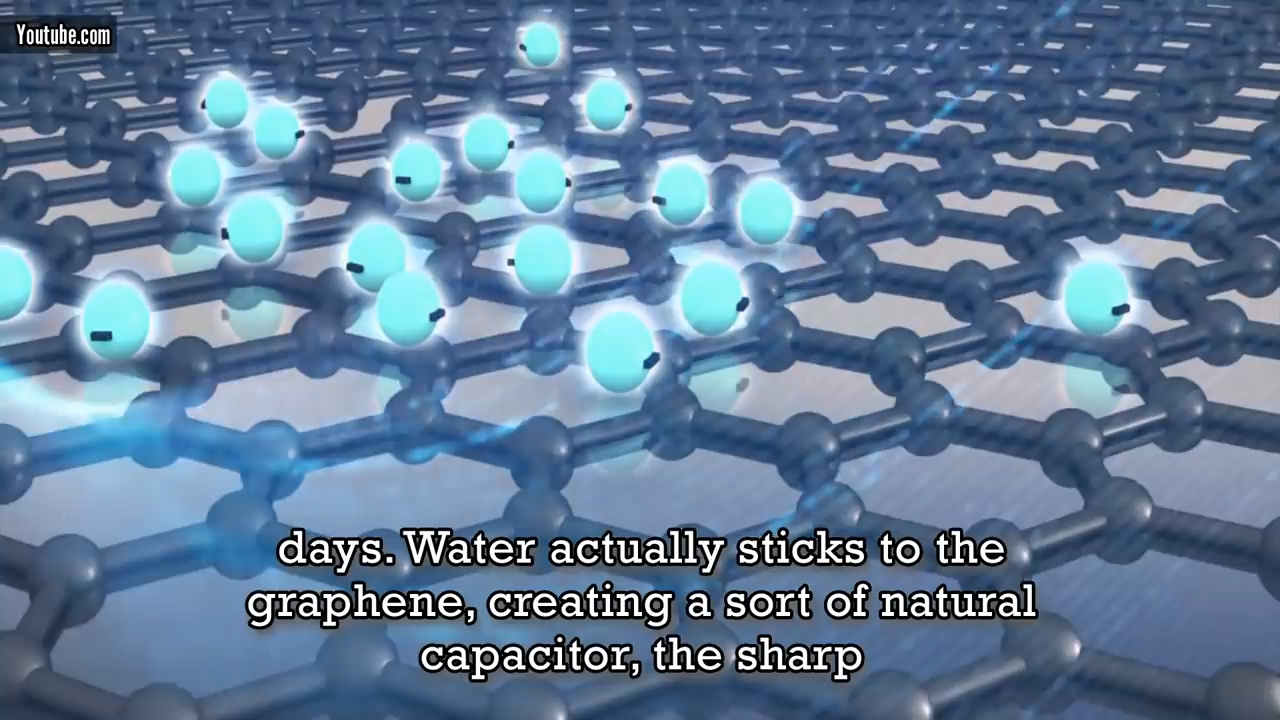 Youtube.com
days. Water actually sticks to the
graphene, creating a sort of natural
capacitor, the sharp